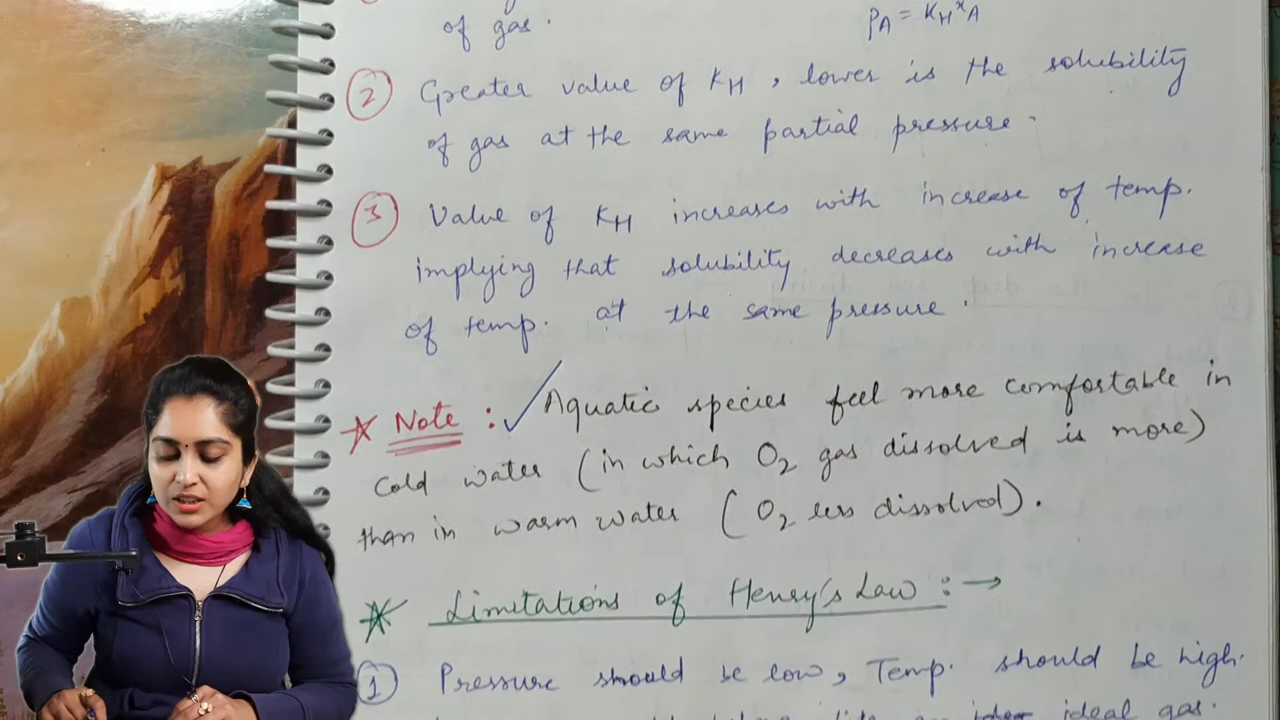 of gas.
pA = KH xA
② Greater value of KH, lower is the solubility
of gas at the same partial pressure.
③ Value of KH increases with increase of temp.
implying that solubility decreases with increase
of temp. at the same pressure.
* Note : ✓ Aquatic species feel more comfortable in
cold water (in which O2 gas dissolved is more)
than in warm water (O2 less dissolved).
* Limitations of Henry's Law :→
① Pressure should be low, Temp. should be high.
ideal gas.